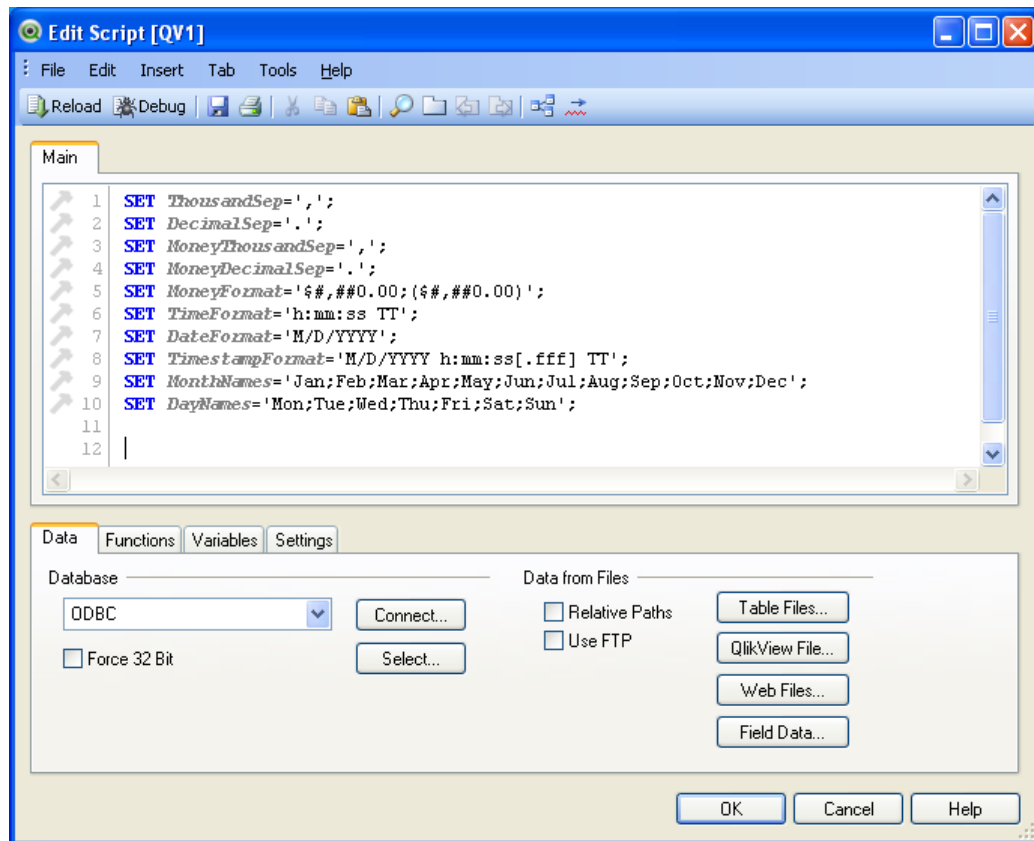 Edit Script [QV1]
File Edit Insert Tab Tools Help
Reload Debug
Main
1 SET ThousandSep=',';
2 SET DecimalSep='.';
3 SET MoneyThousandSep=',';
4 SET MoneyDecimalSep='.';
5 SET MoneyFormat='$#,##0.00;($#,##0.00)';
6 SET TimeFormat='h:mm:ss TT';
7 SET DateFormat='M/D/YYYY';
8 SET TimestampFormat='M/D/YYYY h:mm:ss[.fff] TT';
9 SET MonthNames='Jan;Feb;Mar;Apr;May;Jun;Jul;Aug;Sep;Oct;Nov;Dec';
10 SET DayNames='Mon;Tue;Wed;Thu;Fri;Sat;Sun';
11
12
Data Functions Variables Settings
Database Data from Files
ODBC Connect... Relative Paths Table Files...
Force 32 Bit Select... Use FTP QlikView File...
Web Files...
Field Data...
OK Cancel Help